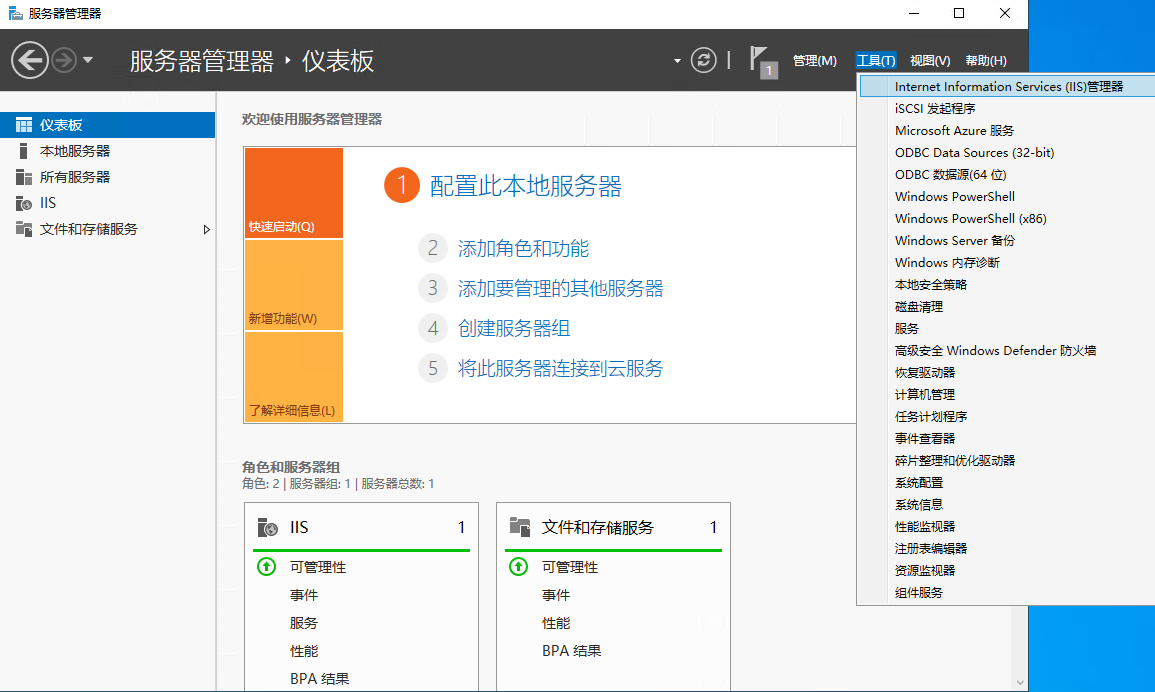 服务器管理器
服务器管理器 仪表板
1
管理(M) 工具(T) 视图(V) 帮助(H)
Internet Information Services (IIS)管理器
iSCSI 发起程序
Microsoft Azure 服务
ODBC Data Sources (32-bit)
ODBC 数据源(64 位)
Windows PowerShell
Windows PowerShell (x86)
Windows Server 备份
Windows 内存诊断
本地安全策略
磁盘清理
服务
高级安全 Windows Defender 防火墙
恢复驱动器
计算机管理
任务计划程序
事件查看器
碎片整理和优化驱动器
系统配置
系统信息
性能监视器
注册表编辑器
资源监视器
组件服务
仪表板
本地服务器
所有服务器
IIS
文件和存储服务
欢迎使用服务器管理器
快速启动(Q)
新增功能(W)
了解详细信息(L)
1 配置此本地服务器
2 添加角色和功能
3 添加要管理的其他服务器
4 创建服务器组
5 将此服务器连接到云服务
角色和服务器组
角色: 2 | 服务器组: 1 | 服务器总数: 1
IIS 1
可管理性
事件
服务
性能
BPA 结果
文件和存储服务 1
可管理性
事件
性能
BPA 结果